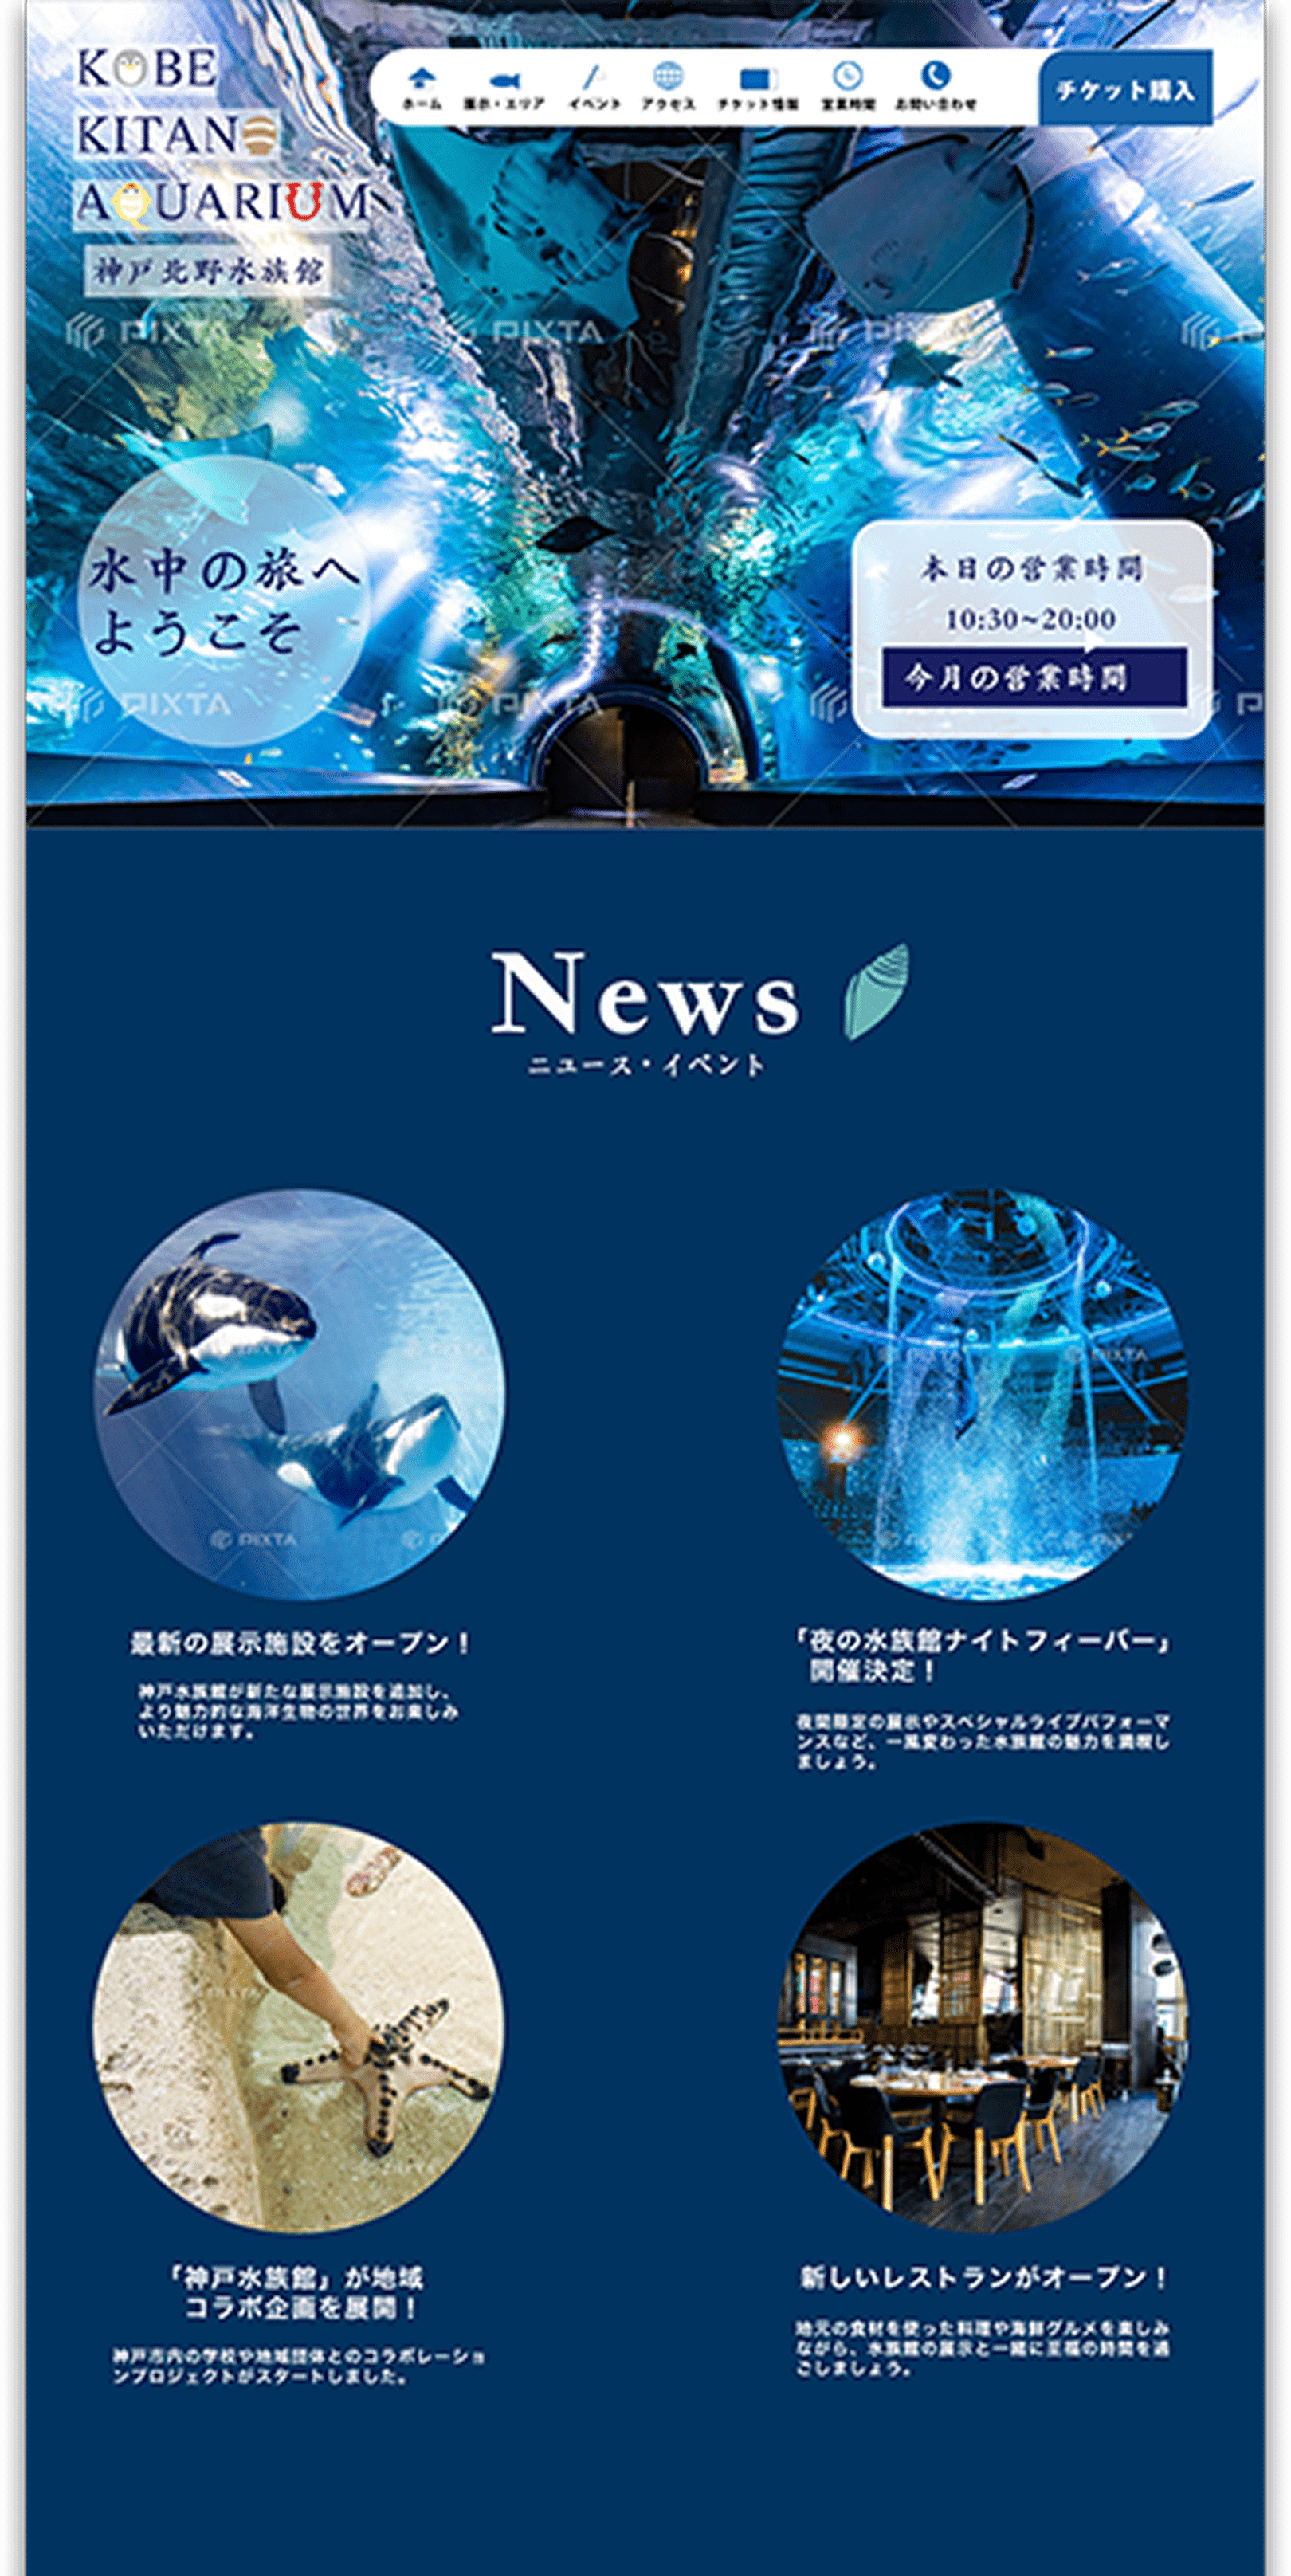 KOBE
KITANO
AQUARIUM
神戸北野水族館
ホーム
展示・エリア
イベント
アクセス
チケット情報
営業時間
お問い合わせ
チケット購入
PIXTA PIXTA PIXTA
水中の旅へ
ようこそ
本日の営業時間
10:30~20:00
今月の営業時間
PIXTA PIXTA
News
ニュース・イベント
PIXTA
PIXTA
PIXTA
最新の展示施設をオープン！
神戸水族館が新たな展示施設を追加し、
より魅力的な海洋生物の世界をお楽しみ
いただけます。
「夜の水族館ナイトフィーバー」
開催決定！
夜間限定の展示やスペシャルライブパフォーマ
ンスなど、一風変わった水族館の魅力を満喫し
ましょう。
「神戸水族館」が地域
コラボ企画を展開！
神戸市内の学校や地域団体とのコラボレーショ
ンプロジェクトがスタートしました。
新しいレストランがオープン！
地元の食材を使った料理や海鮮グルメを楽しみ
ながら、水族館の展示と一緒に至福の時間を過
ごしましょう。